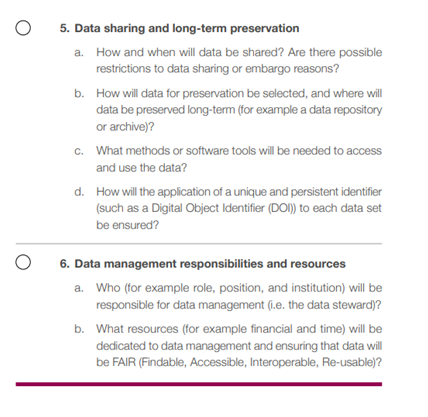 5. Data sharing and long-term preservation
a. How and when will data be shared? Are there possible
restrictions to data sharing or embargo reasons?
b. How will data for preservation be selected, and where will
data be preserved long-term (for example a data repository
or archive)?
c. What methods or software tools will be needed to access
and use the data?
d. How will the application of a unique and persistent identifier
(such as a Digital Object Identifier (DOI)) to each data set
be ensured?
6. Data management responsibilities and resources
a. Who (for example role, position, and institution) will be
responsible for data management (i.e. the data steward)?
b. What resources (for example financial and time) will be
dedicated to data management and ensuring that data will
be FAIR (Findable, Accessible, Interoperable, Re-usable)?